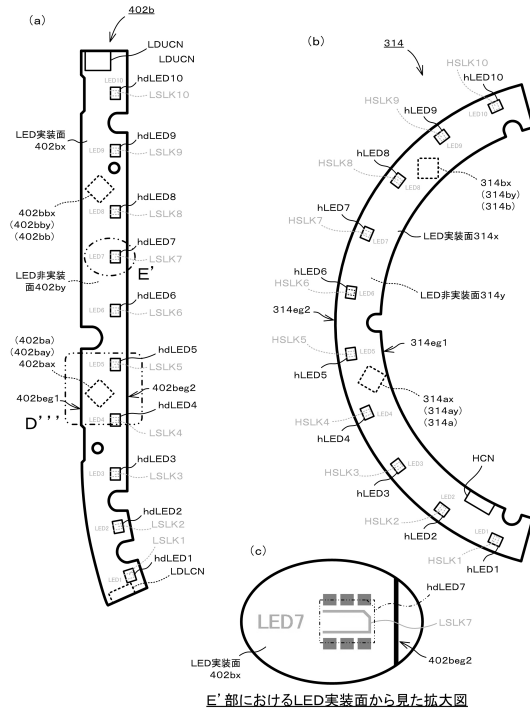 (a)
402b
LDUCN
LDUCN
LED10
hdLED10
LSLK10
LED実装面
402bx
LED9
hdLED9
LSLK9
402bbx
(402bby)
(402bb)
LED8
hdLED8
LSLK8
LED7
hdLED7
LSLK7
E'
LED非実装
面402by
hdLED6
LSLK6
(402ba)
(402bay)
402bax
LED5
hdLED5
LSLK5
402beg1
402beg2
D''''
LED4
hdLED4
LSLK4
LED3
hdLED3
LSLK3
LED2
hdLED2
LSLK2
LSLK1
LED1
hdLED1
LDLCN
(b)
314
HSLK10
hLED10
LED10
HSLK9
hLED9
LED9
HSLK8
hLED8
LED8
314bx
(314by)
(314b)
HSLK7
hLED7
LED7
LED実装面314x
HSLK6
hLED6
LED6
LED非実装面314y
314eg2
HSLK5
hLED5
LED5
314eg1
314ax
(314ay)
(314a)
HSLK4
hLED4
LED4
HCN
HSLK3
hLED3
LED3
HSLK2
hLED2
LED2
HSLK1
hLED1
LED1
(c)
hdLED7
LED7
LSLK7
LED実装面
402bx
402beg2
E'部におけるLED実装面から見た拡大図